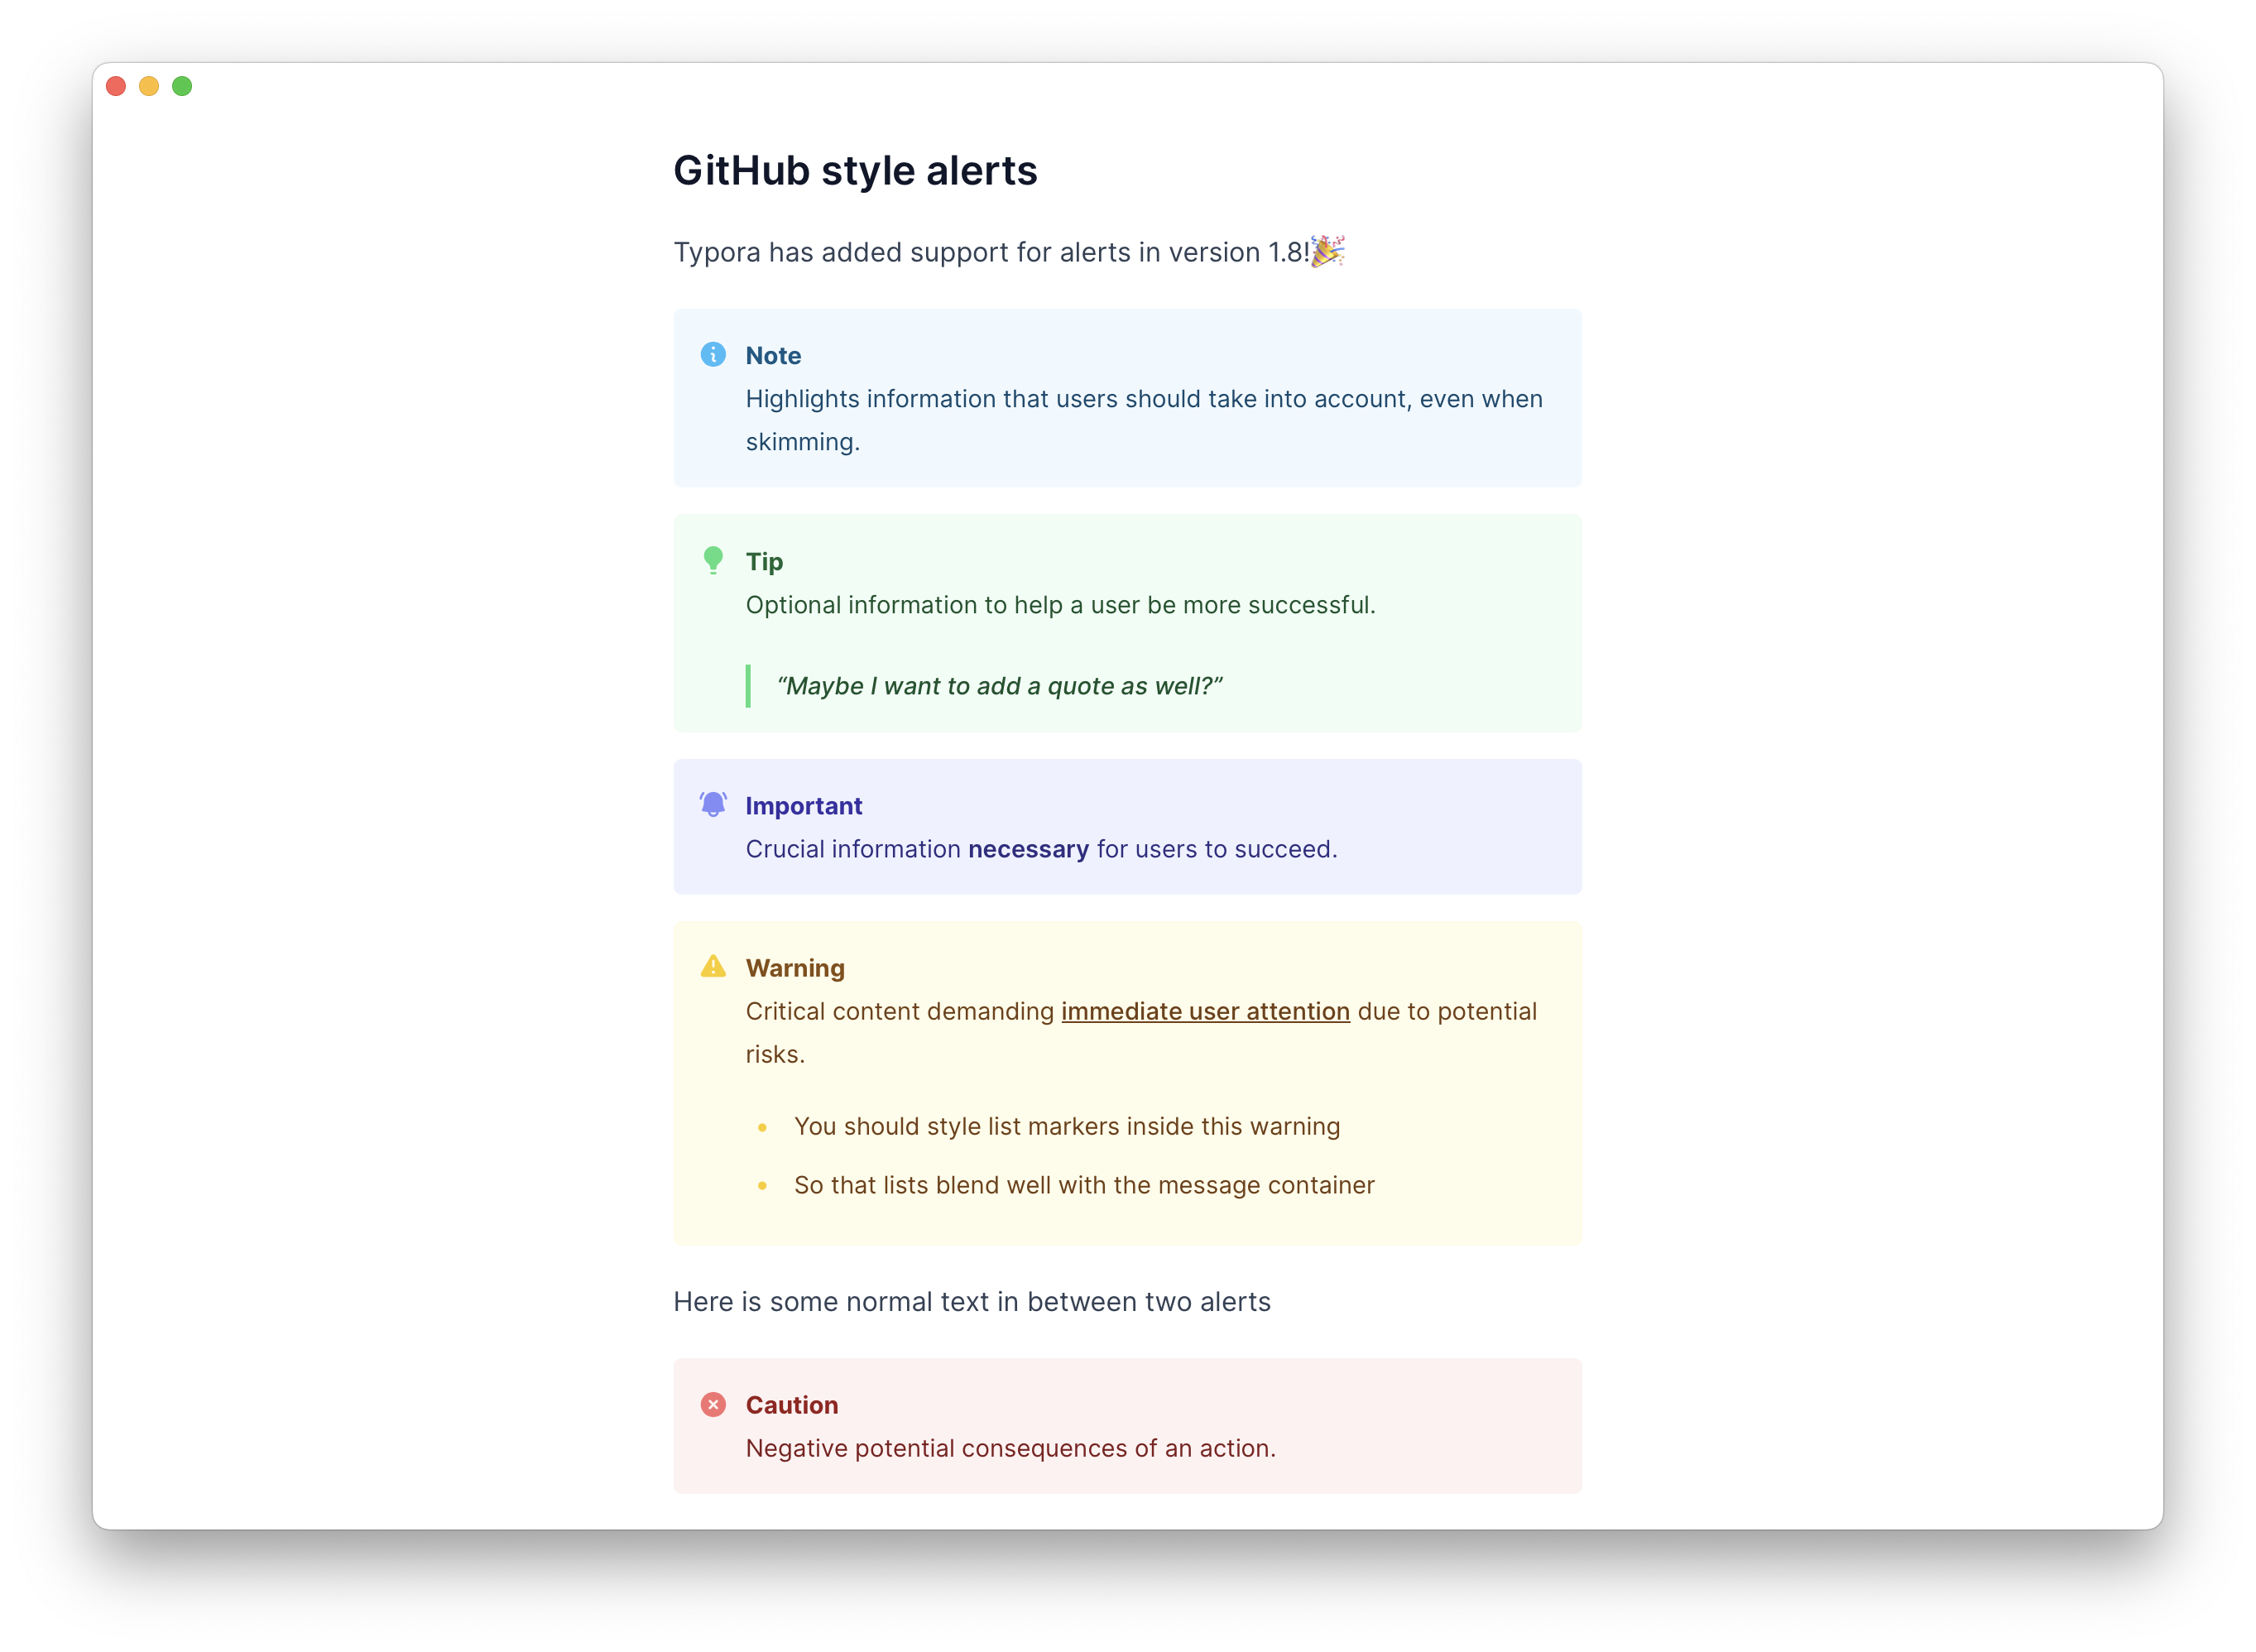 GitHub style alerts
Typora has added support for alerts in version 1.8!🎉
Note
Highlights information that users should take into account, even when
skimming.
Tip
Optional information to help a user be more successful.
“Maybe I want to add a quote as well?”
Important
Crucial information necessary for users to succeed.
Warning
Critical content demanding immediate user attention due to potential
risks.
• You should style list markers inside this warning
• So that lists blend well with the message container
Here is some normal text in between two alerts
Caution
Negative potential consequences of an action.